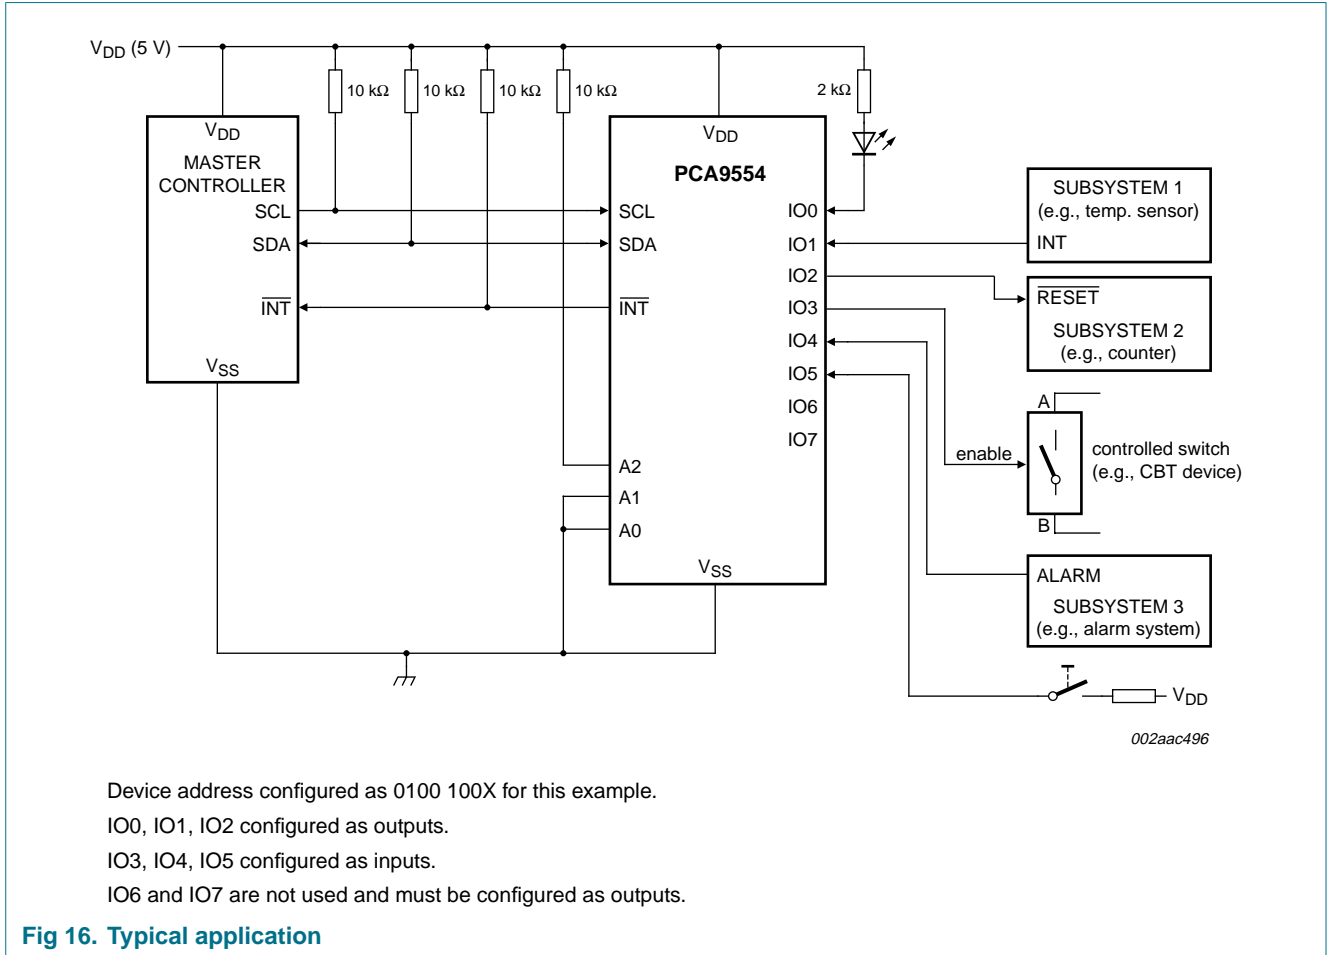 VDD (5 V)
10 kΩ
10 kΩ
10 kΩ
10 kΩ
2 kΩ
VDD
MASTER
CONTROLLER
SCL
SDA
INT
VSS
VDD
PCA9554
SCL
SDA
INT
A2
A1
A0
VSS
IO0
IO1
IO2
IO3
IO4
IO5
IO6
IO7
SUBSYSTEM 1
(e.g., temp. sensor)
INT
RESET
SUBSYSTEM 2
(e.g., counter)
A
enable
B
controlled switch
(e.g., CBT device)
ALARM
SUBSYSTEM 3
(e.g., alarm system)
VDD
002aac496
Device address configured as 0100 100X for this example.
IO0, IO1, IO2 configured as outputs.
IO3, IO4, IO5 configured as inputs.
IO6 and IO7 are not used and must be configured as outputs.
Fig 16. Typical application